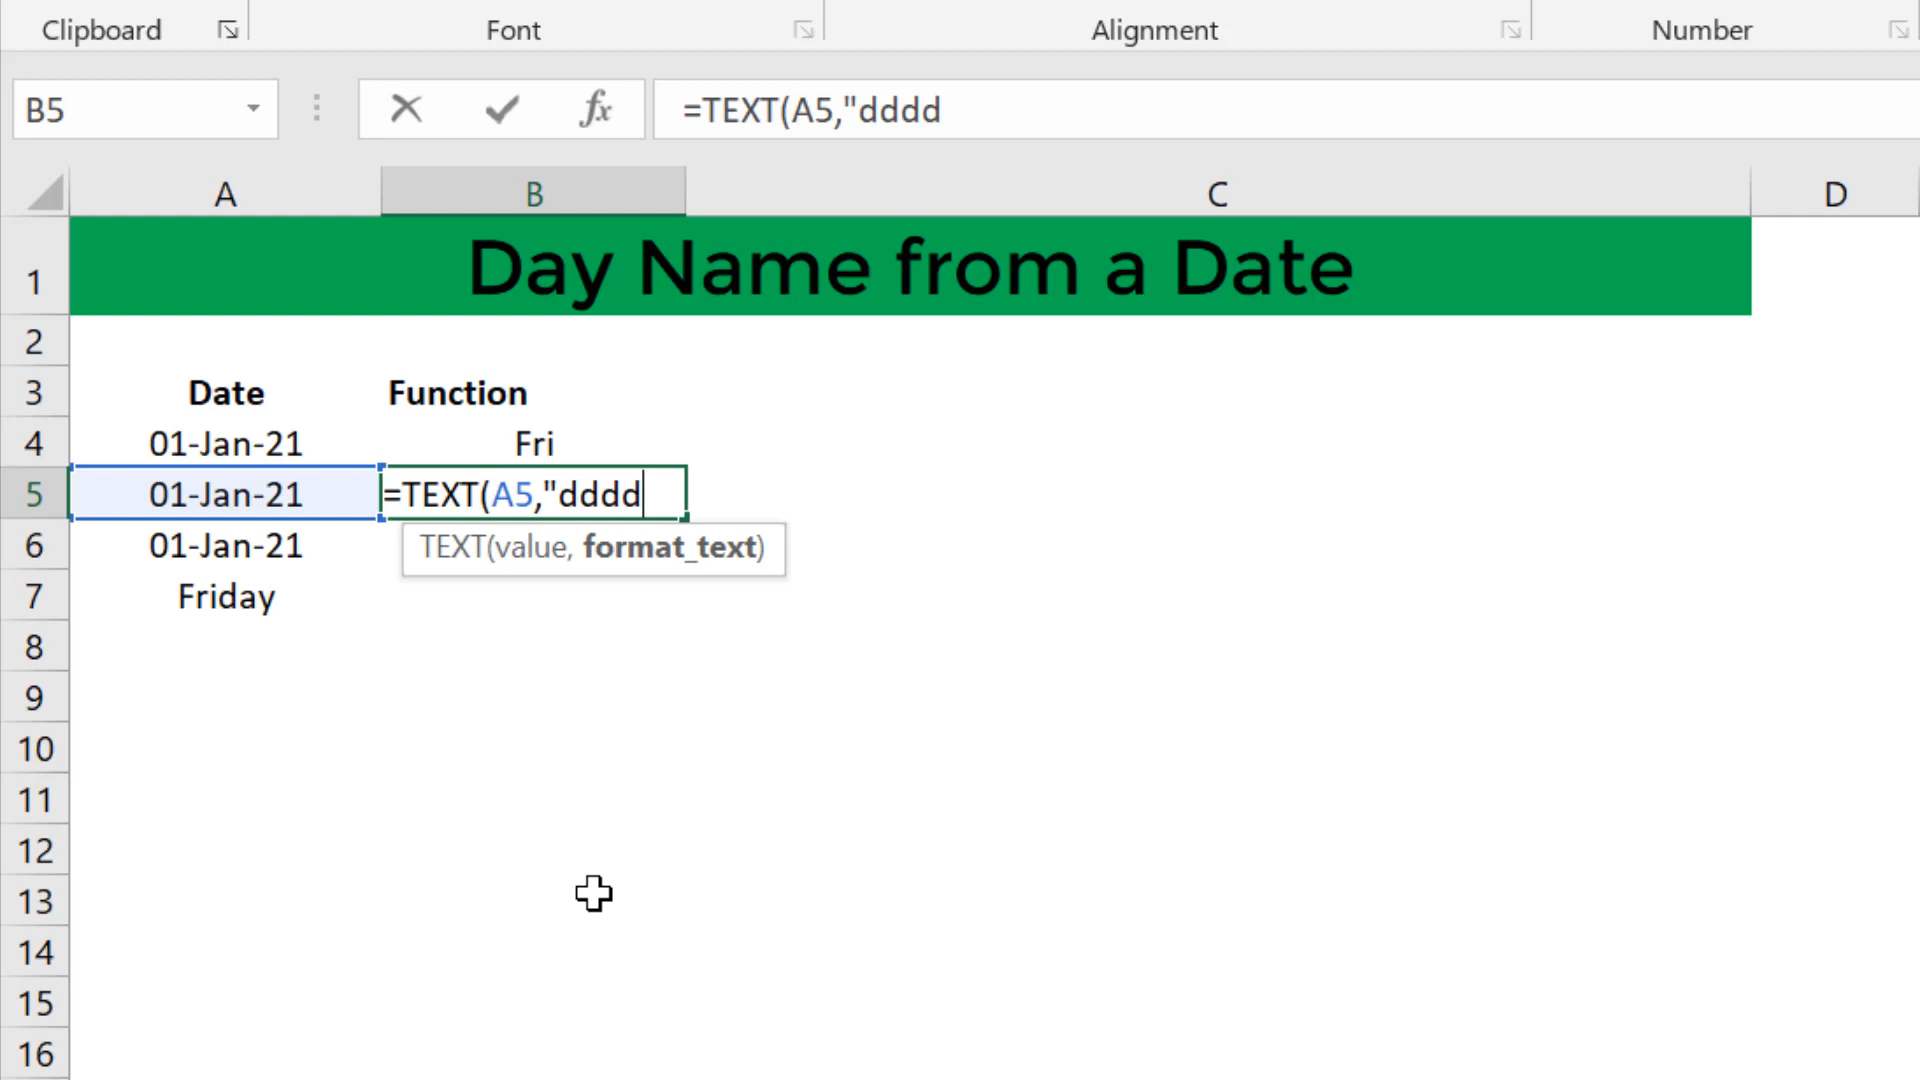 Clipboard Font Alignment Number
B5 fx =TEXT(A5,"dddd
A B C D
1 Day Name from a Date
2
3 Date Function
4 01-Jan-21 Fri
5 01-Jan-21 =TEXT(A5,"dddd
6 01-Jan-21 TEXT(value, format_text)
7 Friday
8
9
10
11
12
13
14
15
16